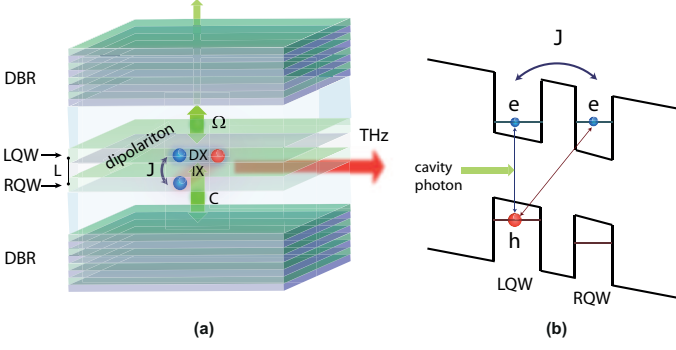 DBR
Ω
dipolariton
LQW
DX
THz
J
IX
L
RQW
C
DBR
(a)
J
e
e
cavity
photon
h
LQW
RQW
(b)